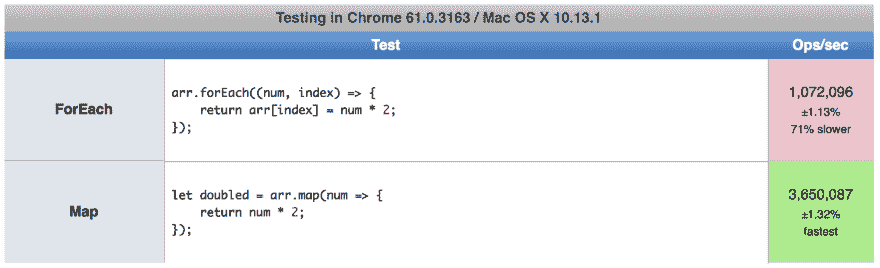 Testing in Chrome 61.0.3163 / Mac OS X 10.13.1
Test Ops/sec
ForEach
arr.forEach((num, index) => {
    return arr[index] = num * 2;
});
1,072,096
±1.13%
71% slower
Map
let doubled = arr.map(num => {
    return num * 2;
});
3,650,087
±1.32%
fastest